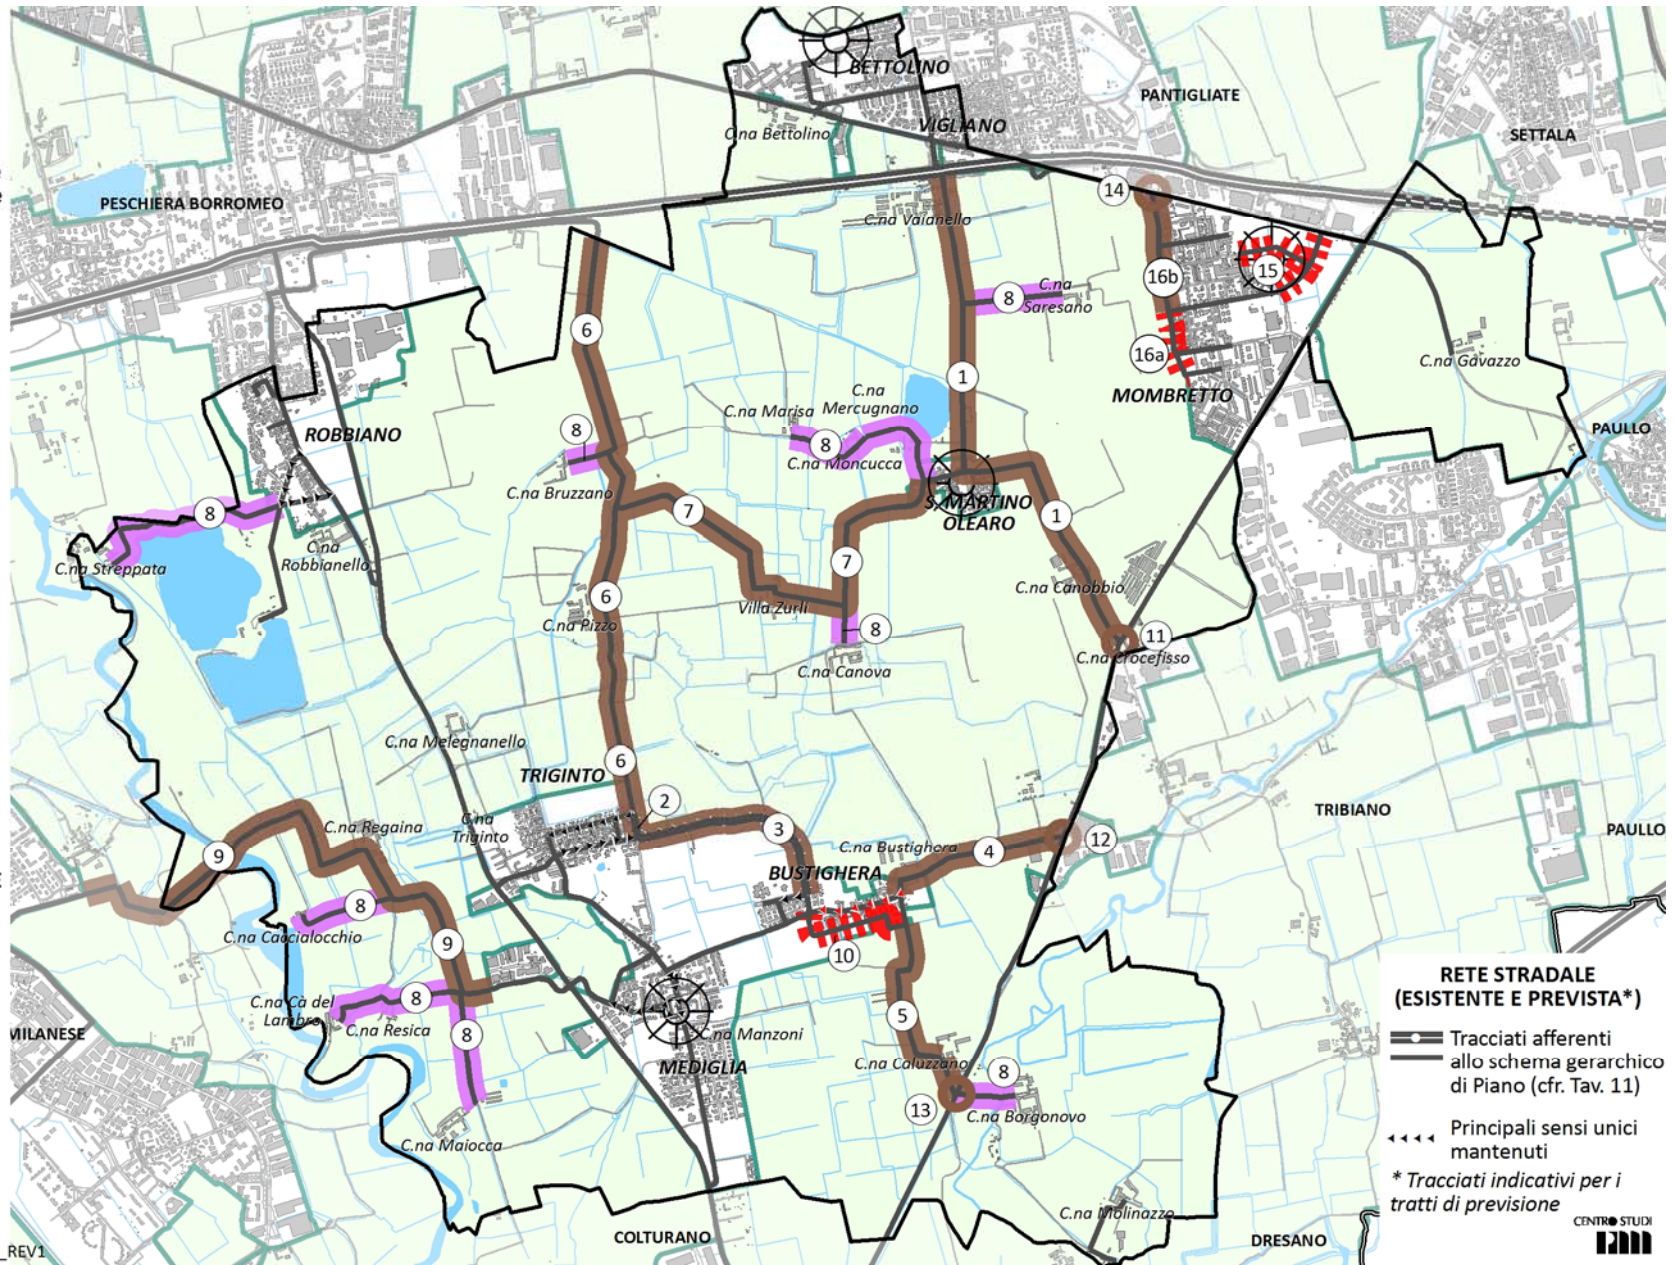 BETTOLINO
PANTIGLIATE
C.na Bettolino
VIGLIANO
SETTALA
PESCHIERA BORROMEO
14
C.na Vaianello
15
16b
8
C.na
Saresano
6
16a
C.na Gavazzo
1
C.na
Mercugnano
MOMBRETTO
C.na Marisa
ROBBIANO
8
8
PAULLO
C.na Moncucca
C.na Bruzzano
S. MARTINO
OLEARO
8
7
1
C.na
Robbianello
C.na Streppata
7
C.na Canobbio
6
Villa Zurli
C.na Pizzo
8
11
C.na Crocefisso
C.na Canova
C.na Melegnanello
6
TRIGINTO
2
TRIBIANO
C.na
Triginto
C.na Regaina
3
PAULLO
12
C.na Bustighera
4
9
BUSTIGHERA
8
C.na Caccialocchio
9
10
C.na Cà del
Lambro
8
C.na Resica
8
5
MILANESE
C.na Manzoni
MEDIGLIA
C.na Caluzzano
8
13
C.na Borgonovo
C.na Maiocca
C.na Molinazzo
COLTURANO
DRESANO
RETE STRADALE
(ESISTENTE E PREVISTA*)
Tracciati afferenti
allo schema gerarchico
di Piano (cfr. Tav. 11)
Principali sensi unici
mantenuti
* Tracciati indicativi per i
tratti di previsione
CENTRO STUDI
PIM
_REV1